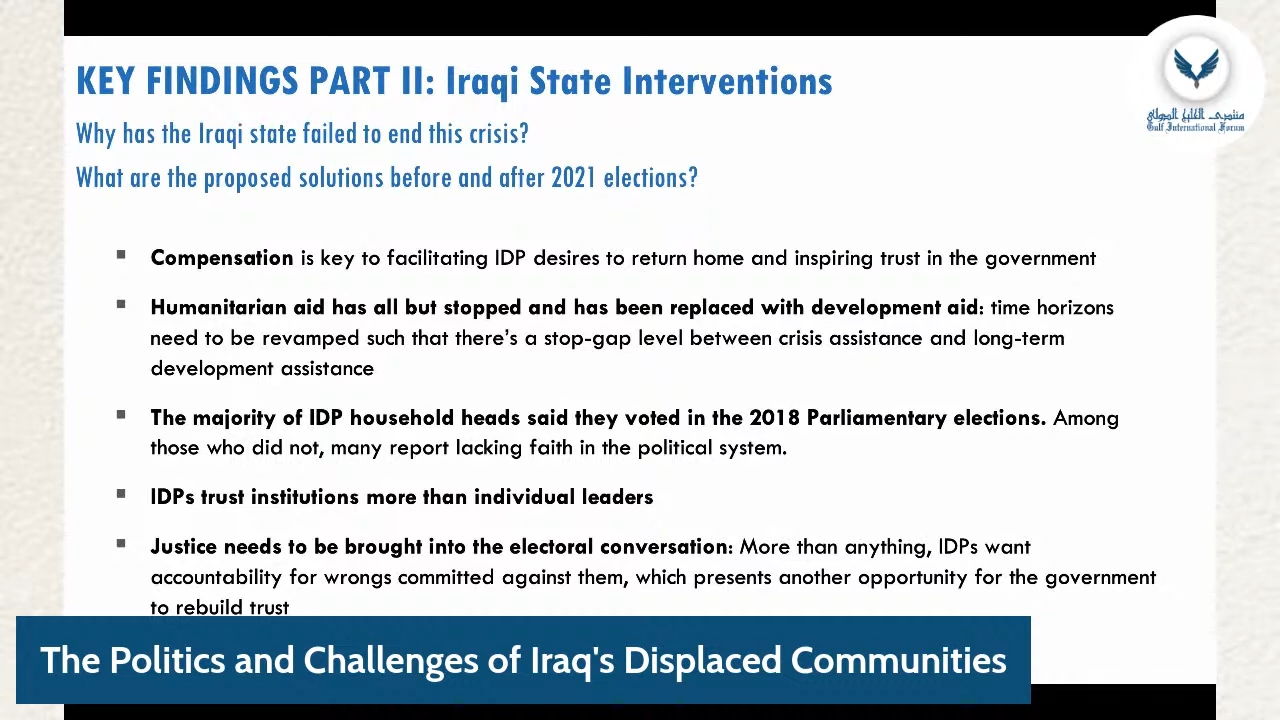 KEY FINDINGS PART II: Iraqi State Interventions
Why has the Iraqi state failed to end this crisis?
What are the proposed solutions before and after 2021 elections?
منتدى الخليج الدولي
Gulf International Forum
▪ Compensation is key to facilitating IDP desires to return home and inspiring trust in the government
▪ Humanitarian aid has all but stopped and has been replaced with development aid: time horizons
need to be revamped such that there's a stop-gap level between crisis assistance and long-term
development assistance
▪ The majority of IDP household heads said they voted in the 2018 Parliamentary elections. Among
those who did not, many report lacking faith in the political system.
▪ IDPs trust institutions more than individual leaders
▪ Justice needs to be brought into the electoral conversation: More than anything, IDPs want
accountability for wrongs committed against them, which presents another opportunity for the government
to rebuild trust
The Politics and Challenges of Iraq's Displaced Communities